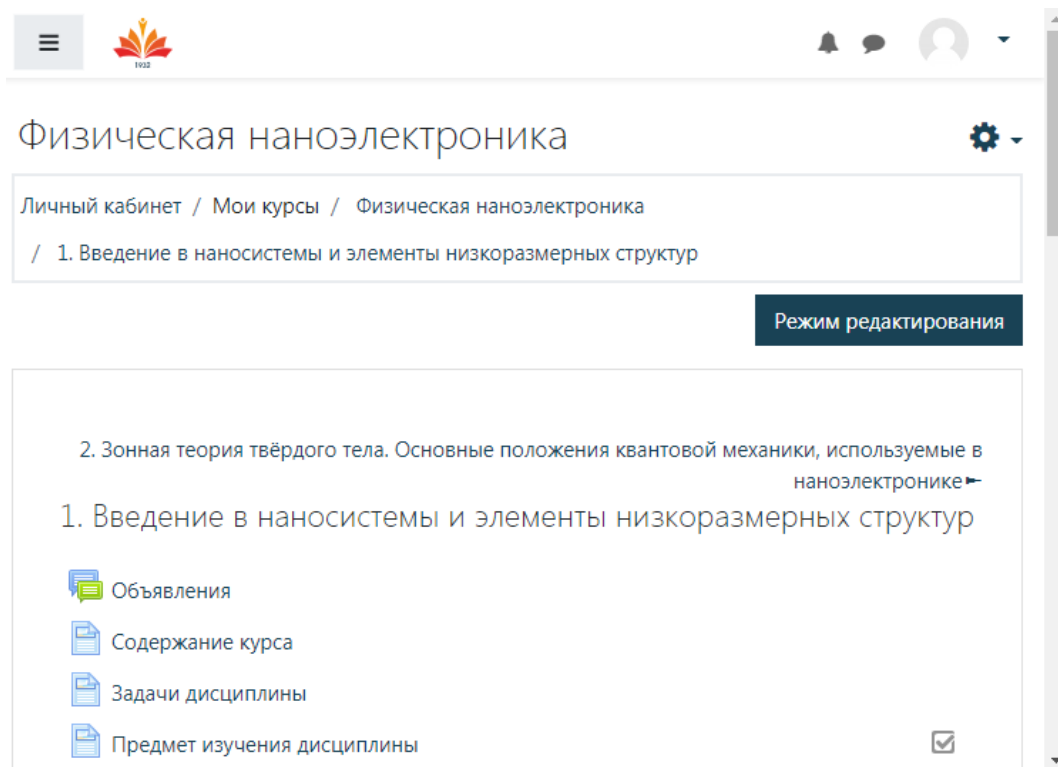 1932
Физическая наноэлектроника
Личный кабинет / Мои курсы / Физическая наноэлектроника
/ 1. Введение в наносистемы и элементы низкоразмерных структур
Режим редактирования
2. Зонная теория твёрдого тела. Основные положения квантовой механики, используемые в
наноэлектронике
1. Введение в наносистемы и элементы низкоразмерных структур
Объявления
Содержание курса
Задачи дисциплины
Предмет изучения дисциплины